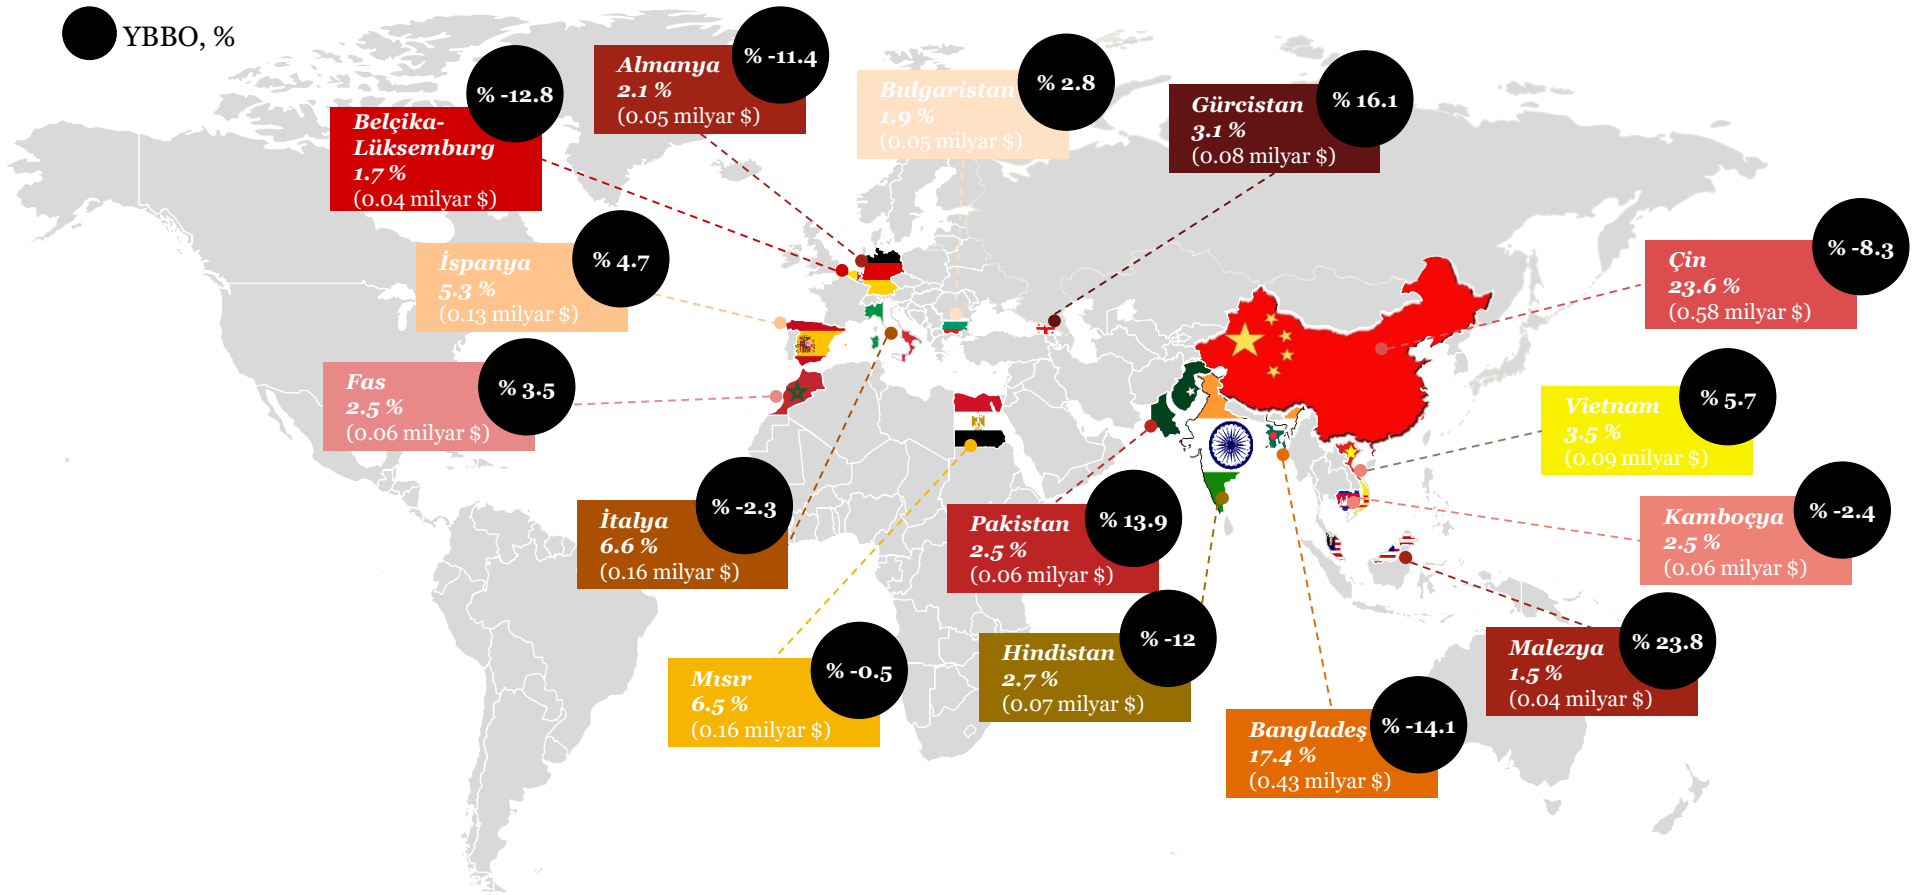 YBBO, %
Belçika-
Lüksemburg
1.7 %
(0.04 milyar $)
% -12.8
Almanya
2.1 %
(0.05 milyar $)
% -11.4
Bulgaristan
1.9 %
(0.05 milyar $)
% 2.8
Gürcistan
3.1 %
(0.08 milyar $)
% 16.1
İspanya
5.3 %
(0.13 milyar $)
% 4.7
Çin
23.6 %
(0.58 milyar $)
% -8.3
Fas
2.5 %
(0.06 milyar $)
% 3.5
Vietnam
3.5 %
(0.09 milyar $)
% 5.7
İtalya
6.6 %
(0.16 milyar $)
% -2.3
Pakistan
2.5 %
(0.06 milyar $)
% 13.9
Kamboçya
2.5 %
(0.06 milyar $)
% -2.4
Mısır
6.5 %
(0.16 milyar $)
% -0.5
Hindistan
2.7 %
(0.07 milyar $)
% -12
Malezya
1.5 %
(0.04 milyar $)
% 23.8
Bangladeş
17.4 %
(0.43 milyar $)
% -14.1